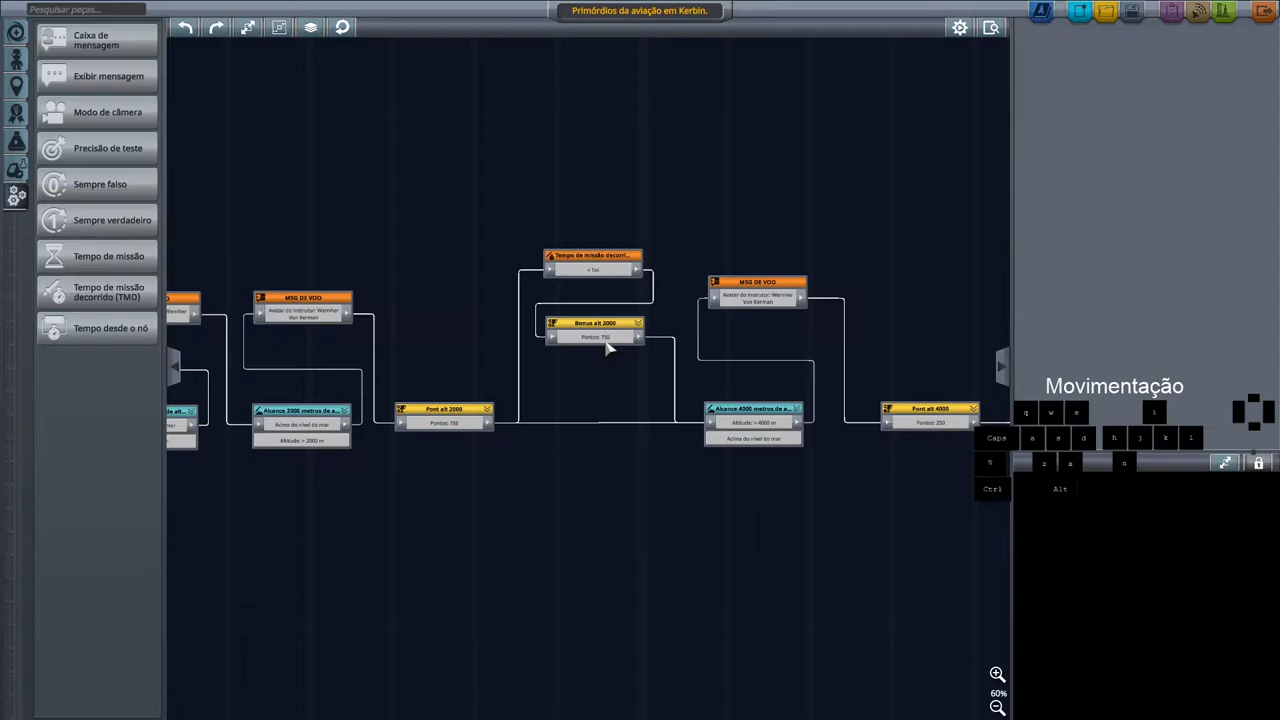 Pesquisar peças...
Primórdios da aviação em Kerbin.
Caixa de
mensagem
Exibir mensagem
Modo de câmera
Precisão de teste
Sempre falso
Sempre verdadeiro
Tempo de missão
Tempo de missão
decorrido (TMD)
Tempo desde o nó
MSG DE VOO
Avatar do Instrutor: Wernher
Von Kerman
Alcance 2000 metros de a...
Acima do nível do mar
Altitude: > 2000 m
Pont alt 2000
Tempo de missão decorri...
Bonus alt 2000
Pontos: 750
MSG DE VOO
Avatar do Instrutor: Wernher
Von Kerman
Alcance 4000 metros de a...
Altitude: > 4000 m
Acima do nível do mar
Pont alt 4000
Pontos: 250
Movimentação
q w e i
Caps a s d h j k l
z x n
Ctrl Alt
60%